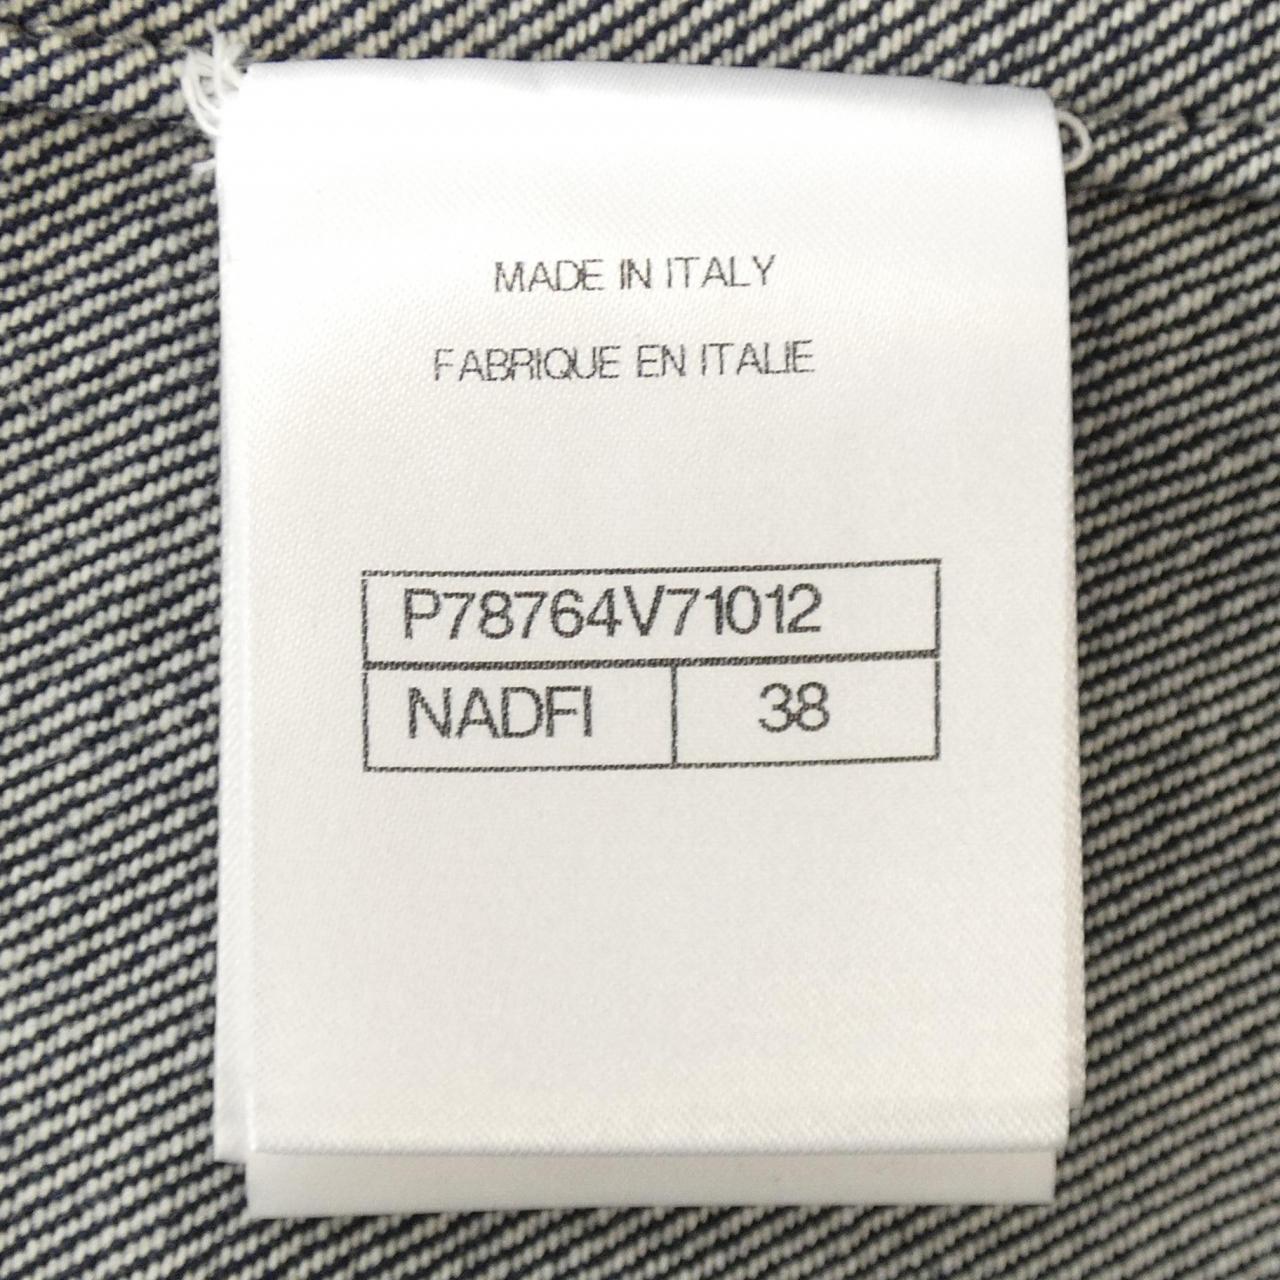 MADE IN ITALY
FABRIQUE EN ITALIE
P78764V71012
NADFI 38